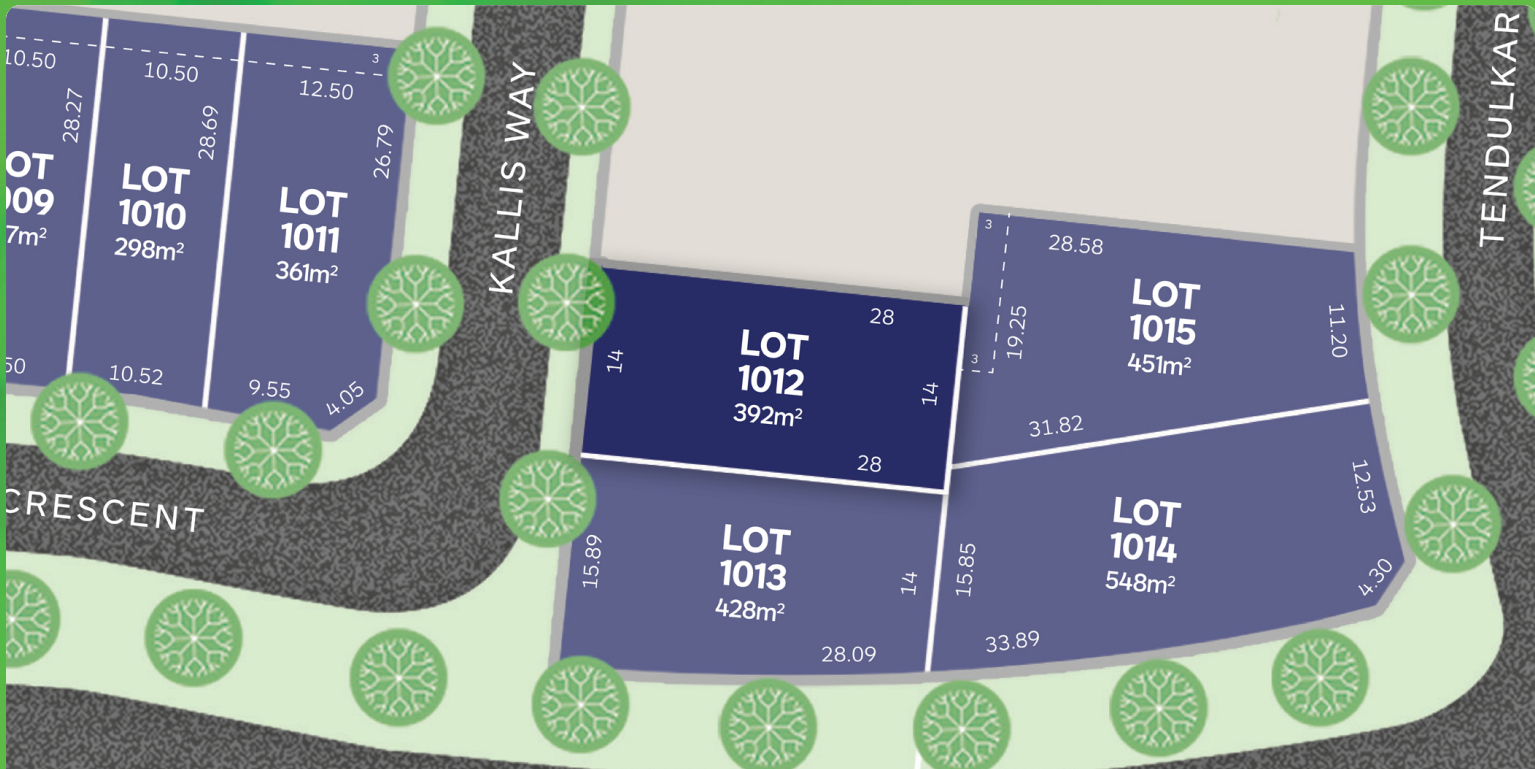 10.50
28.27
OT
009
7m²
50
10.50
28.69
LOT
1010
298m²
10.52
3
12.50
26.79
LOT
1011
361m²
9.55
4.05
CRESCENT
KALLIS WAY
28
14
LOT
1012
392m²
14
28
15.89
LOT
1013
428m²
14
28.09
3
28.58
19.25
3
LOT
1015
451m²
11.20
31.82
12.53
LOT
1014
548m²
15.85
4.30
33.89
TENDULKAR